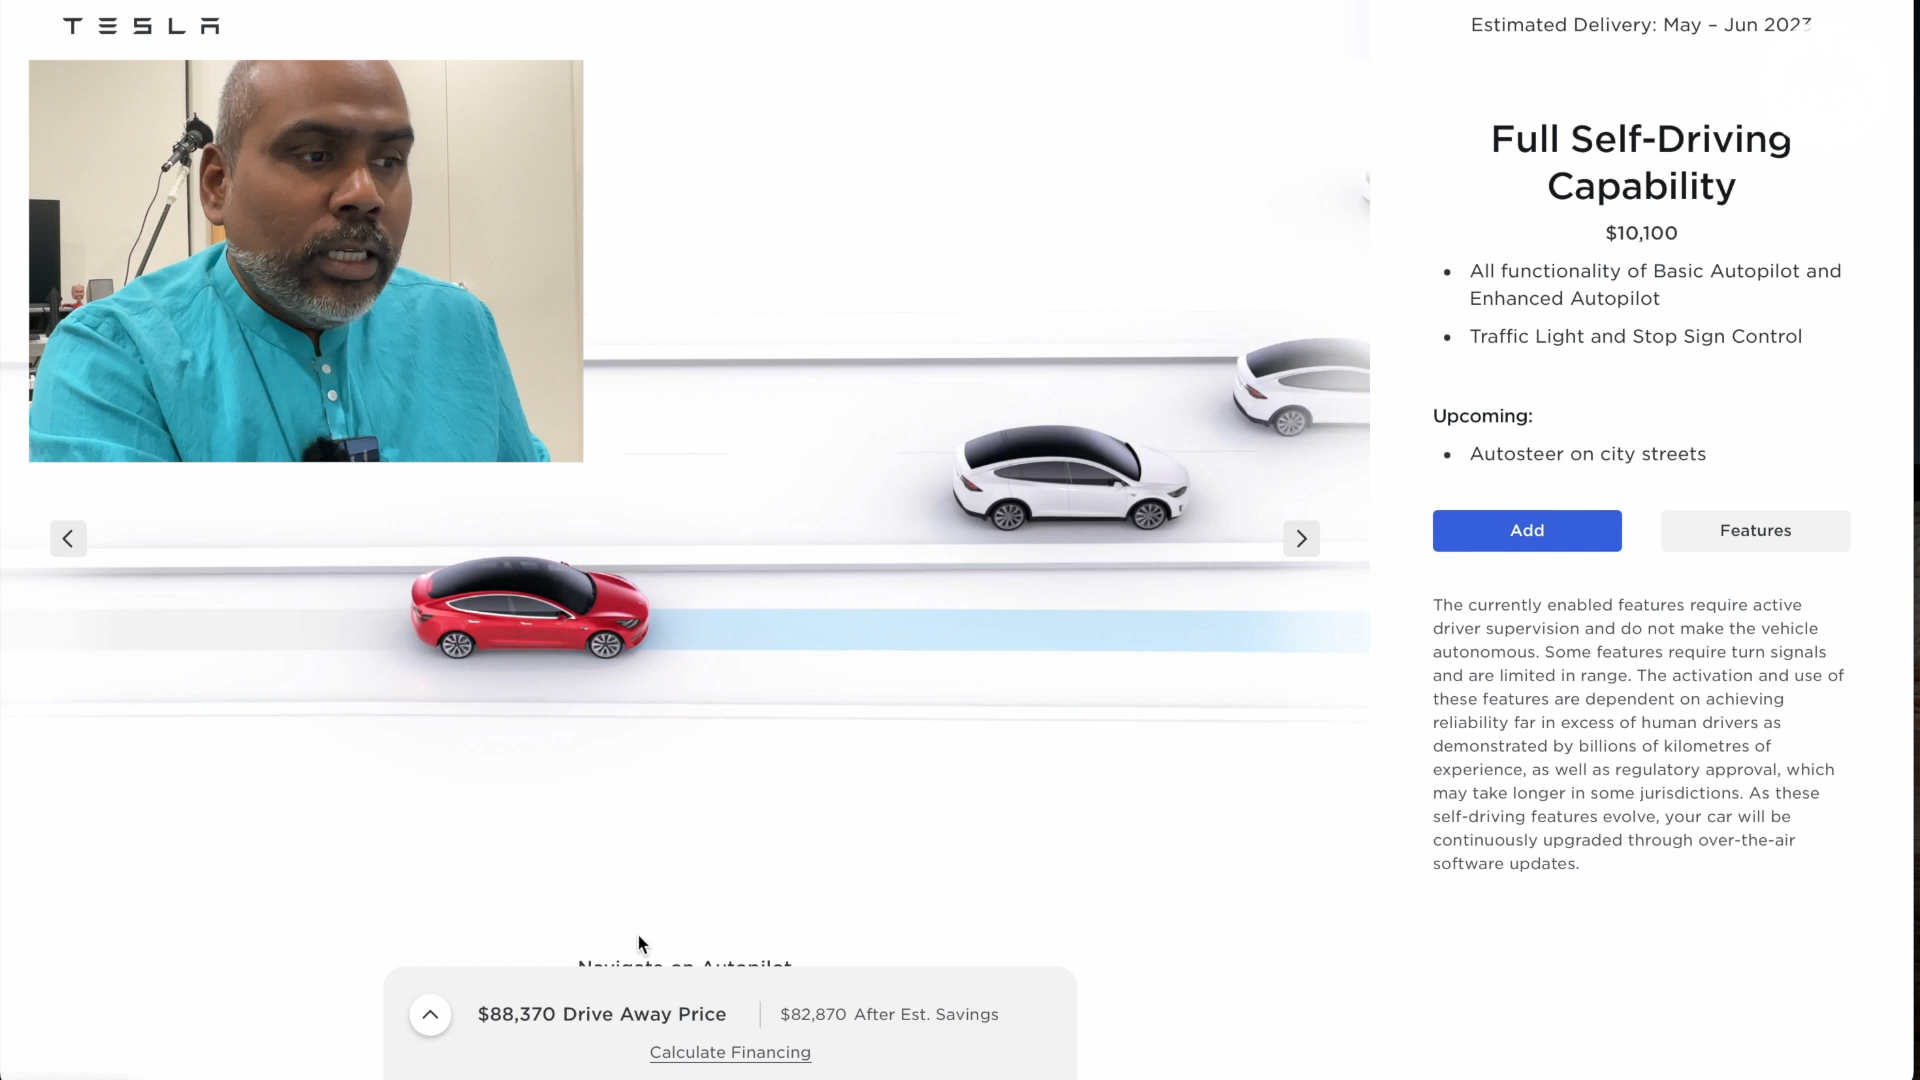 TESLA
Estimated Delivery: May – Jun 2023
Full Self-Driving
Capability
$10,100
All functionality of Basic Autopilot and
Enhanced Autopilot
Traffic Light and Stop Sign Control
Upcoming:
Autosteer on city streets
Add
Features
The currently enabled features require active
driver supervision and do not make the vehicle
autonomous. Some features require turn signals
and are limited in range. The activation and use of
these features are dependent on achieving
reliability far in excess of human drivers as
demonstrated by billions of kilometres of
experience, as well as regulatory approval, which
may take longer in some jurisdictions. As these
self-driving features evolve, your car will be
continuously upgraded through over-the-air
software updates.
Navigate on Autopilot
$88,370 Drive Away Price
$82,870 After Est. Savings
Calculate Financing